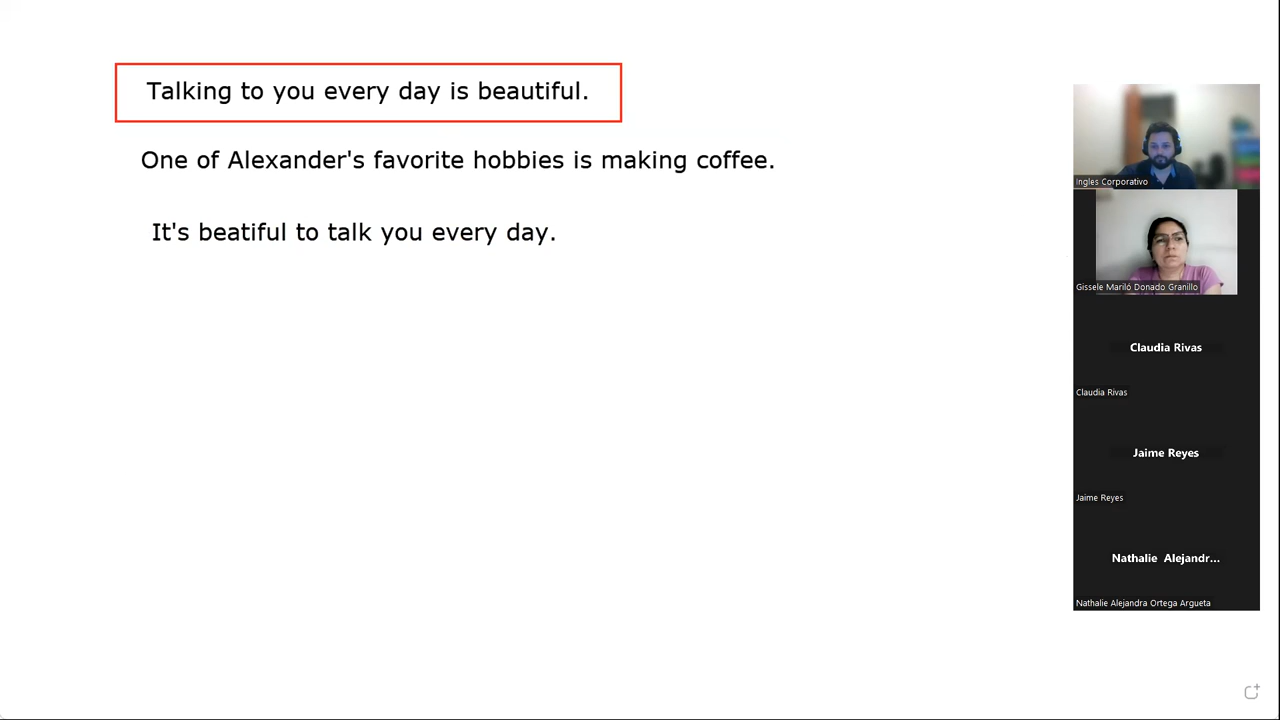 Talking to you every day is beautiful.
One of Alexander's favorite hobbies is making coffee.
It's beatiful to talk you every day.
Ingles Corporativo
Gissele Mariló Donado Granillo
Claudia Rivas
Claudia Rivas
Jaime Reyes
Jaime Reyes
Nathalie Alejandr...
Nathalie Alejandra Ortega Argueta